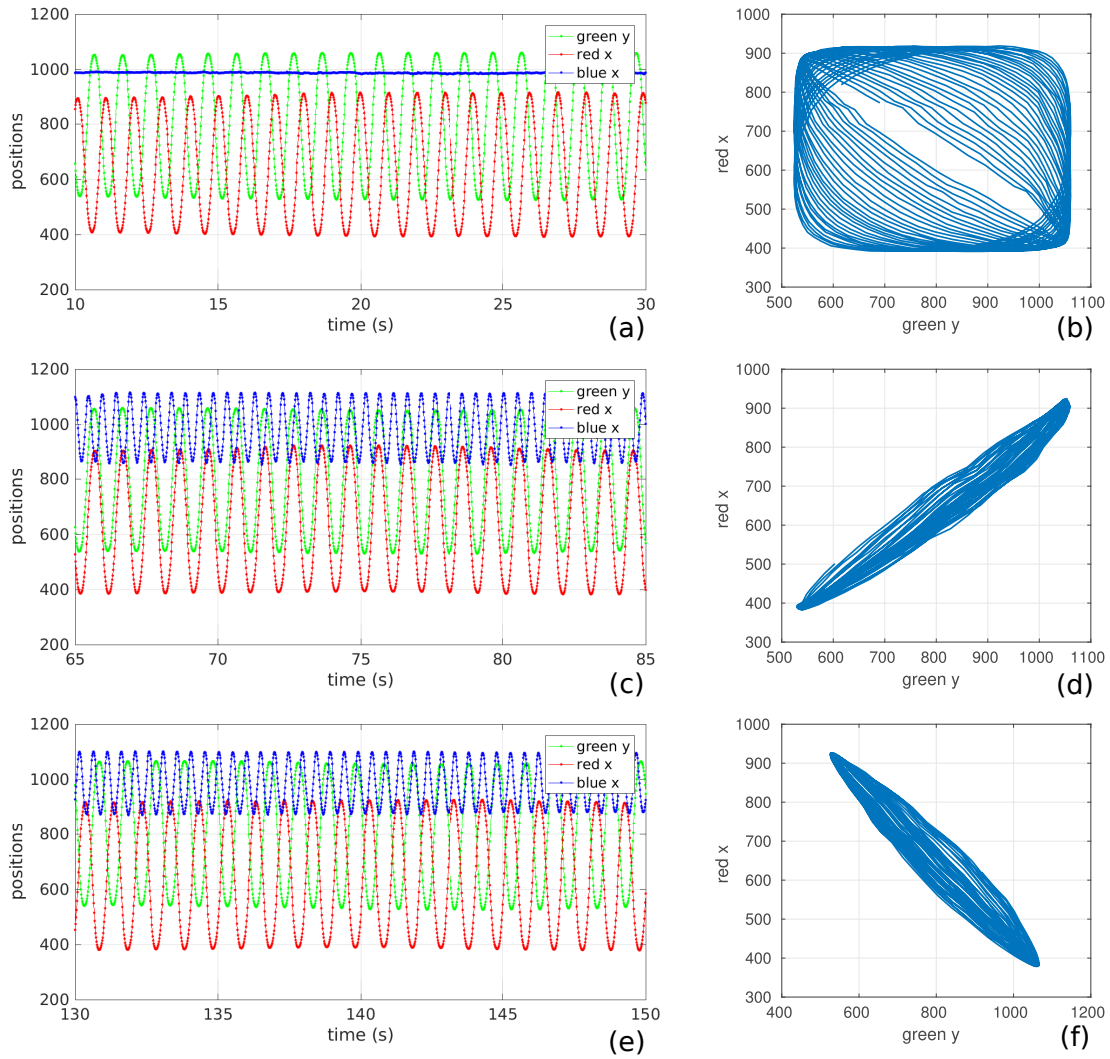 1200
1000
800
600
400
200
positions
10
15
20
25
30
time (s)
green y
red x
blue x
(a)
1000
900
800
700
600
500
400
300
red x
500
600
700
800
900
1000
1100
green y
(b)
1200
1000
800
600
400
200
positions
65
70
75
80
85
time (s)
green y
red x
blue x
(c)
1000
900
800
700
600
500
400
300
red x
500
600
700
800
900
1000
1100
green y
(d)
1200
1000
800
600
400
200
positions
130
135
140
145
150
time (s)
green y
red x
blue x
(e)
1000
900
800
700
600
500
400
300
red x
400
600
800
1000
1200
green y
(f)